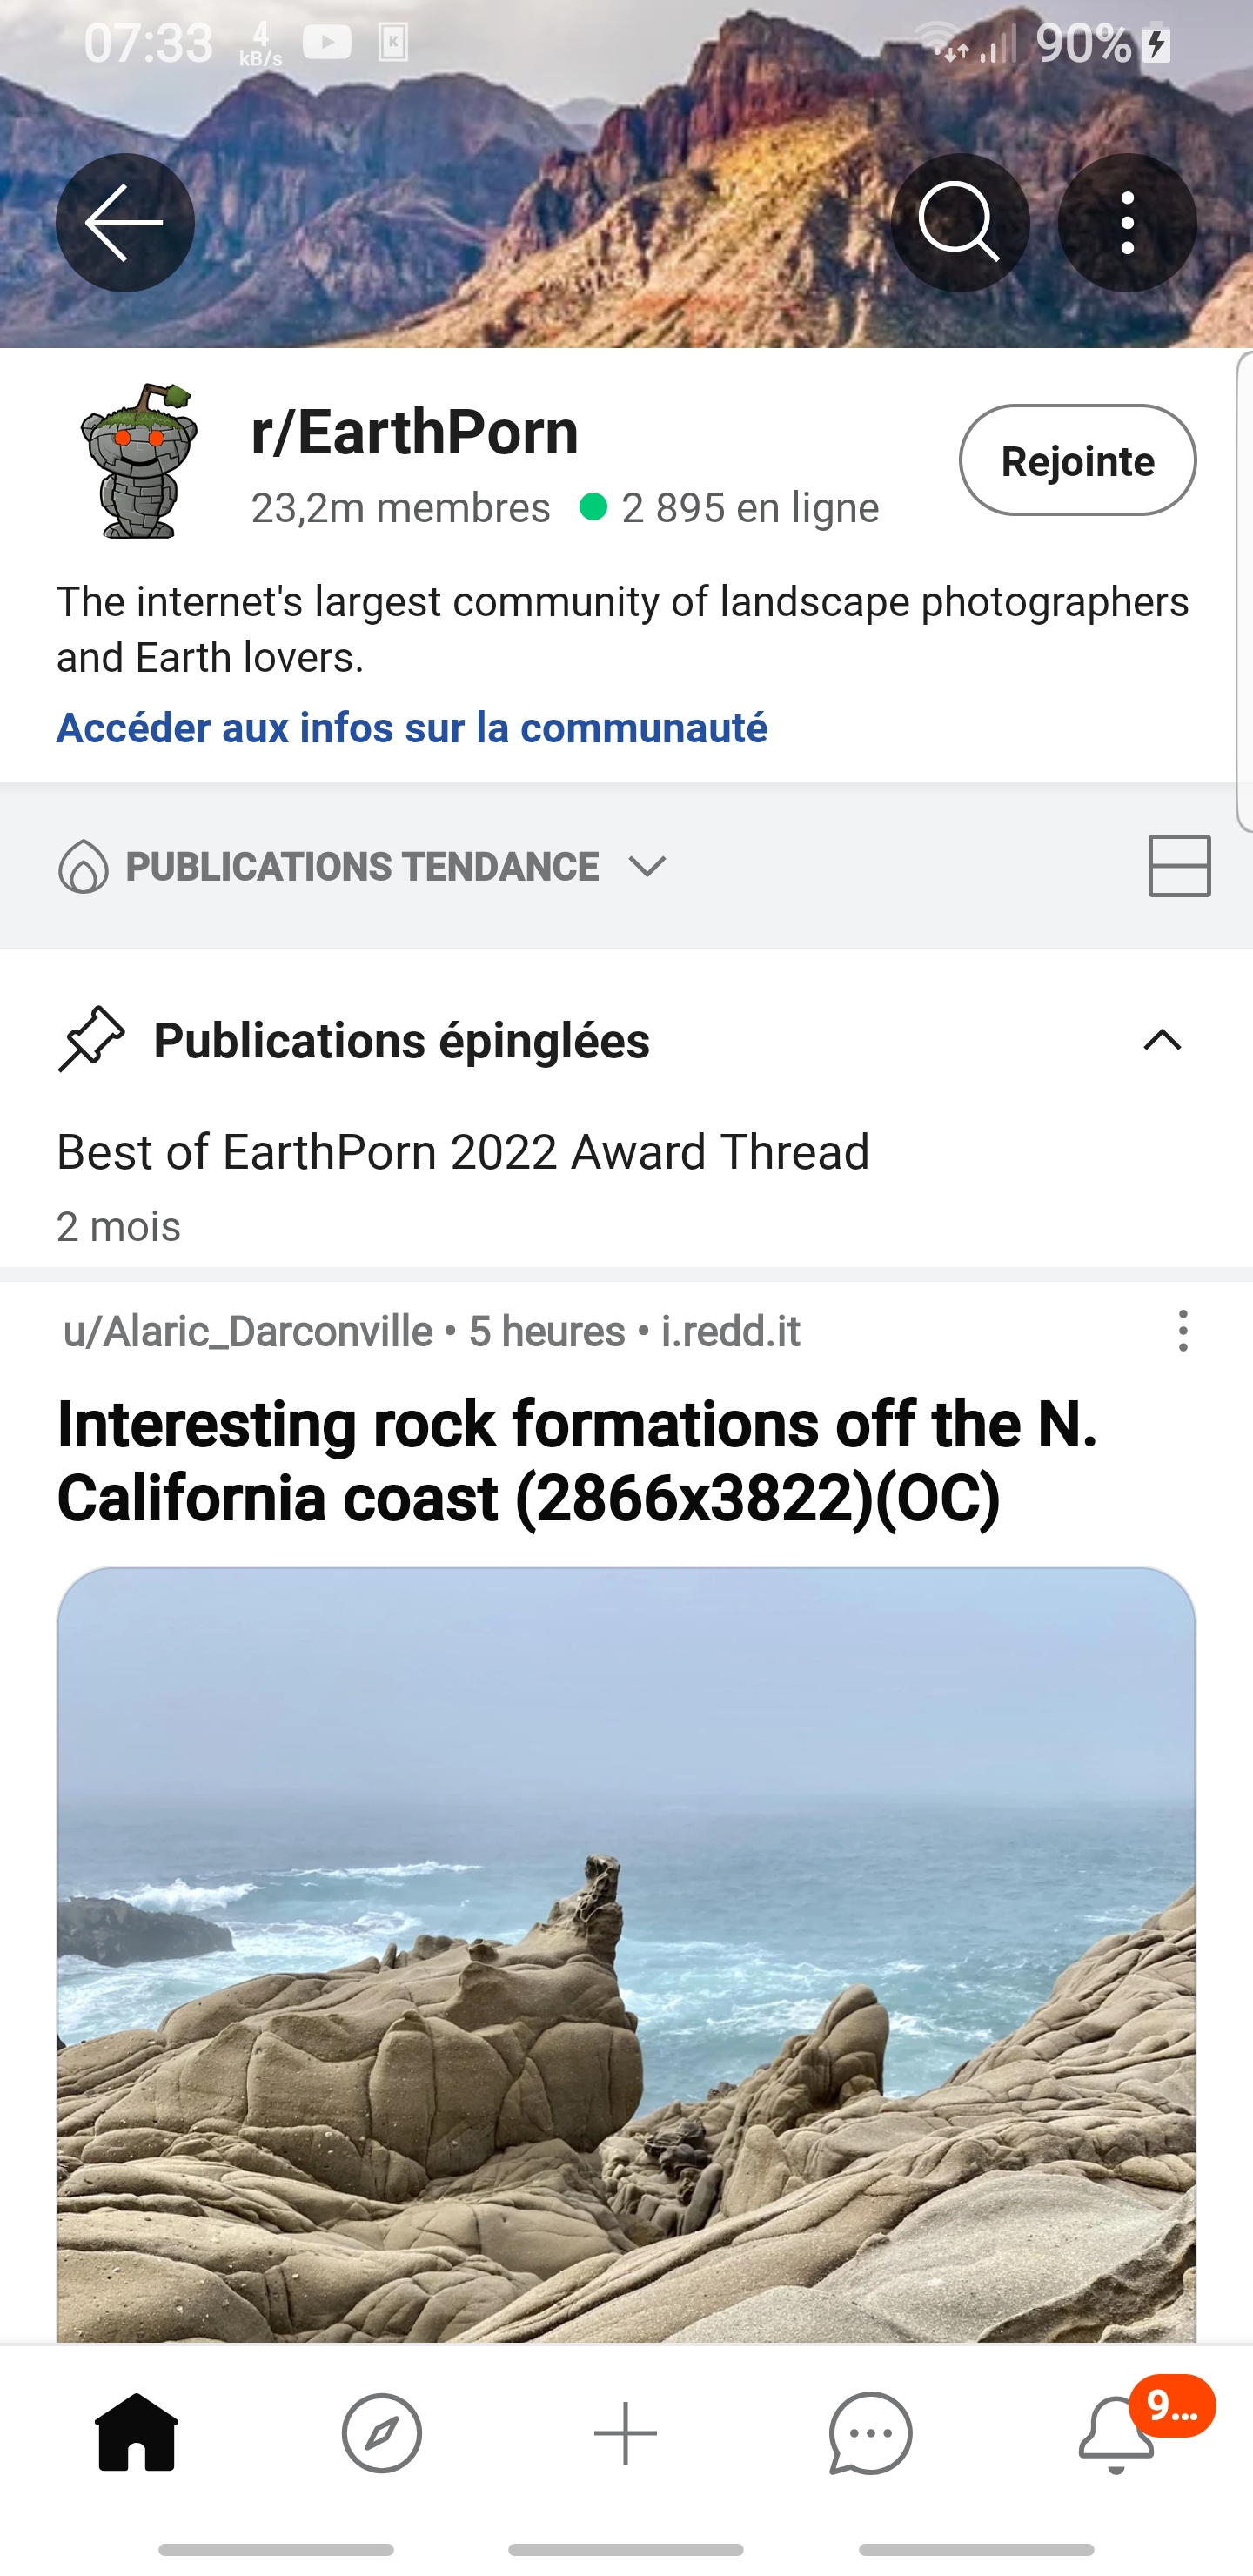 07:33 4 kB/s K 90%
r/EarthPorn
Rejointe
23,2m membres 2 895 en ligne
The internet's largest community of landscape photographers
and Earth lovers.
Accéder aux infos sur la communauté
PUBLICATIONS TENDANCE
Publications épinglées
Best of EarthPorn 2022 Award Thread
2 mois
u/Alaric_Darconville • 5 heures • i.redd.it
Interesting rock formations off the N.
California coast (2866x3822)(OC)
9...